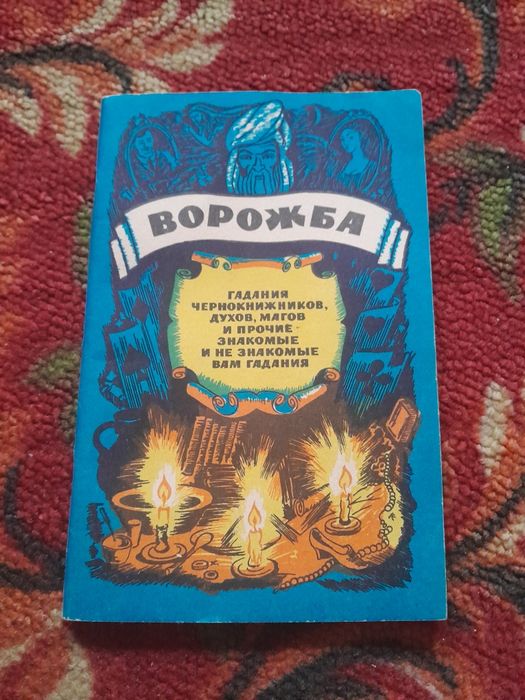 ВОРОЖБА
ГАДАНИЯ
ЧЕРНОКНИЖНИКОВ,
ДУХОВ, МАГОВ
И ПРОЧИЕ
ЗНАКОМЫЕ
И НЕ ЗНАКОМЫЕ
ВАМ ГАДАНИЯ